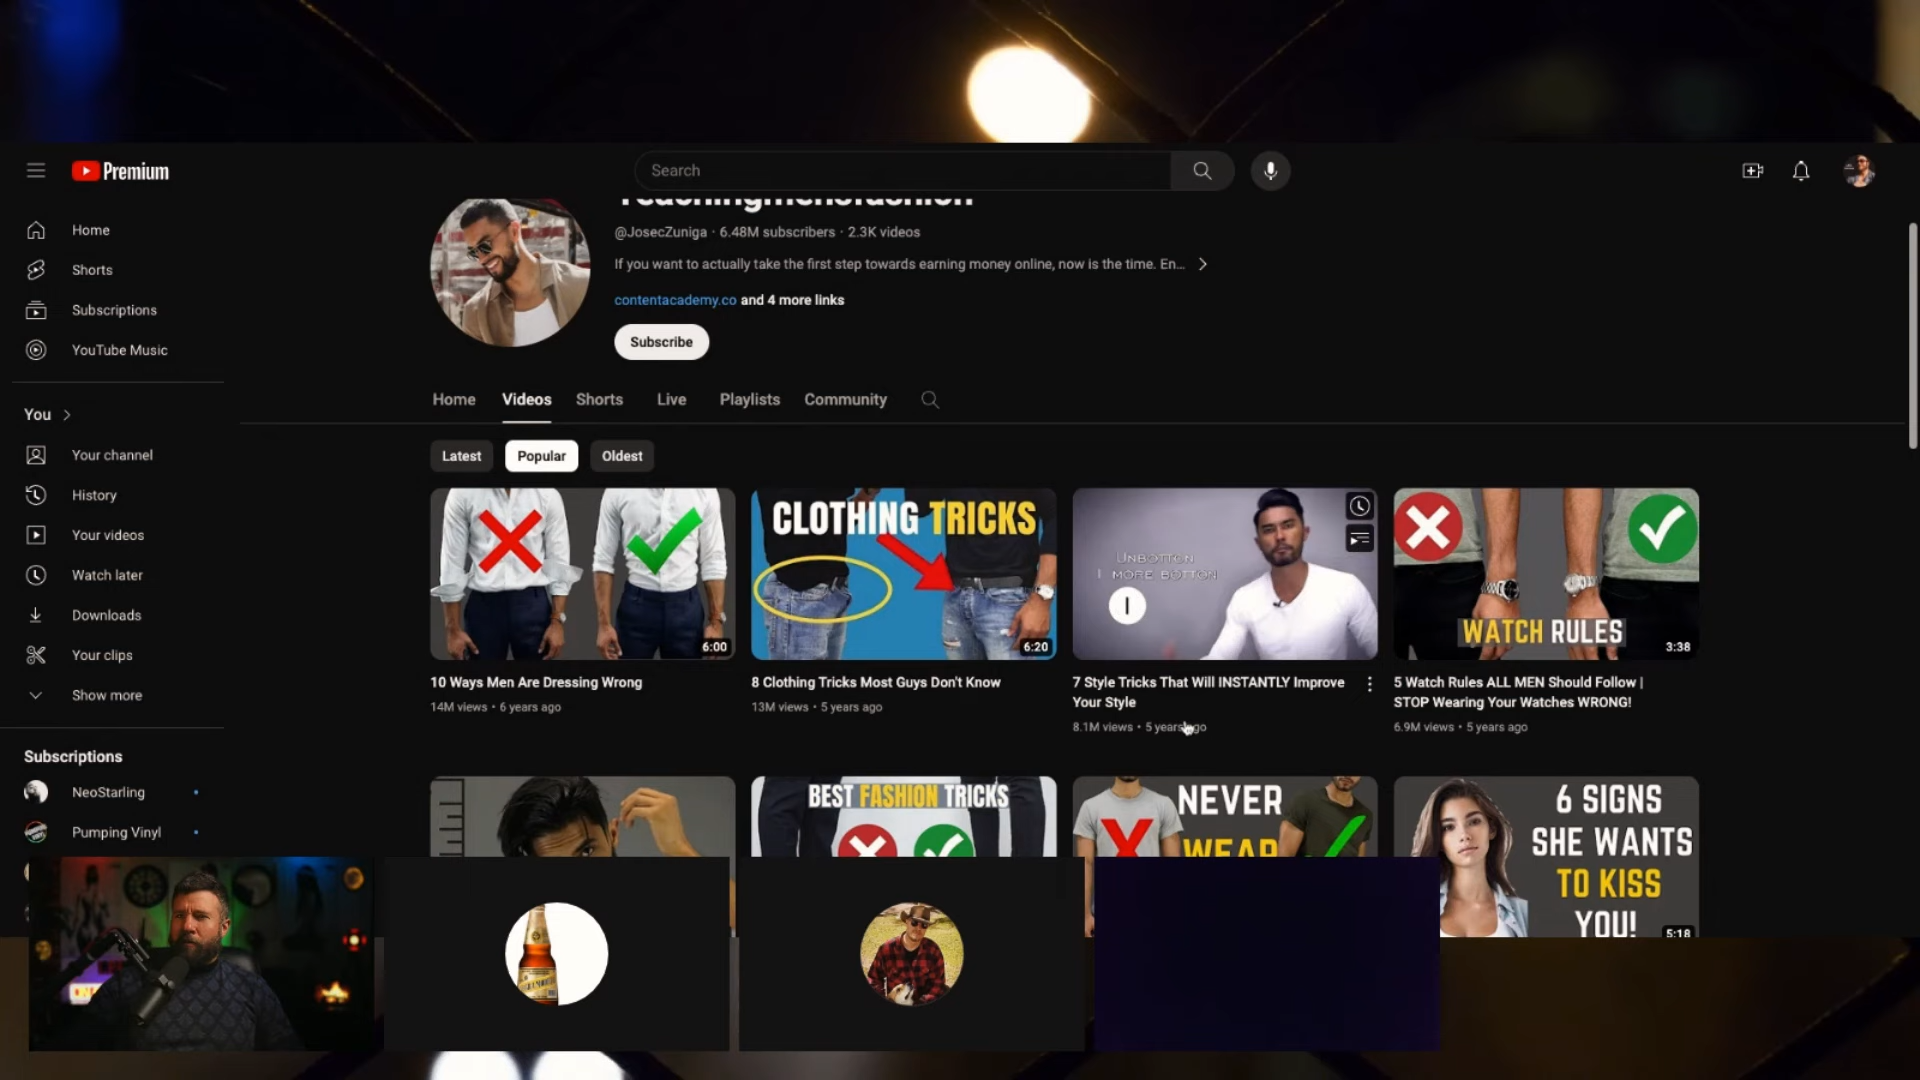 Premium
Search
Home
Shorts
Subscriptions
YouTube Music
You
Your channel
History
Your videos
Watch later
Downloads
Your clips
Show more
Subscriptions
NeoStarling
Pumping Vinyl
Teachingmensfashion
@JosecZuniga · 6.48M subscribers · 2.3K videos
If you want to actually take the first step towards earning money online, now is the time. En...
contentacademy.co and 4 more links
Subscribe
Home Videos Shorts Live Playlists Community
Latest Popular Oldest
6:00
10 Ways Men Are Dressing Wrong
14M views • 6 years ago
CLOTHING TRICKS
6:20
8 Clothing Tricks Most Guys Don't Know
13M views • 5 years ago
UNBOTTON
1 MORE BOTTON
7 Style Tricks That Will INSTANTLY Improve
Your Style
8.1M views • 5 years ago
WATCH RULES
3:38
5 Watch Rules ALL MEN Should Follow |
STOP Wearing Your Watches WRONG!
6.9M views • 5 years ago
BEST FASHION TRICKS
NEVER
WEAR
6 SIGNS
SHE WANTS
TO KISS
YOU!
5:18